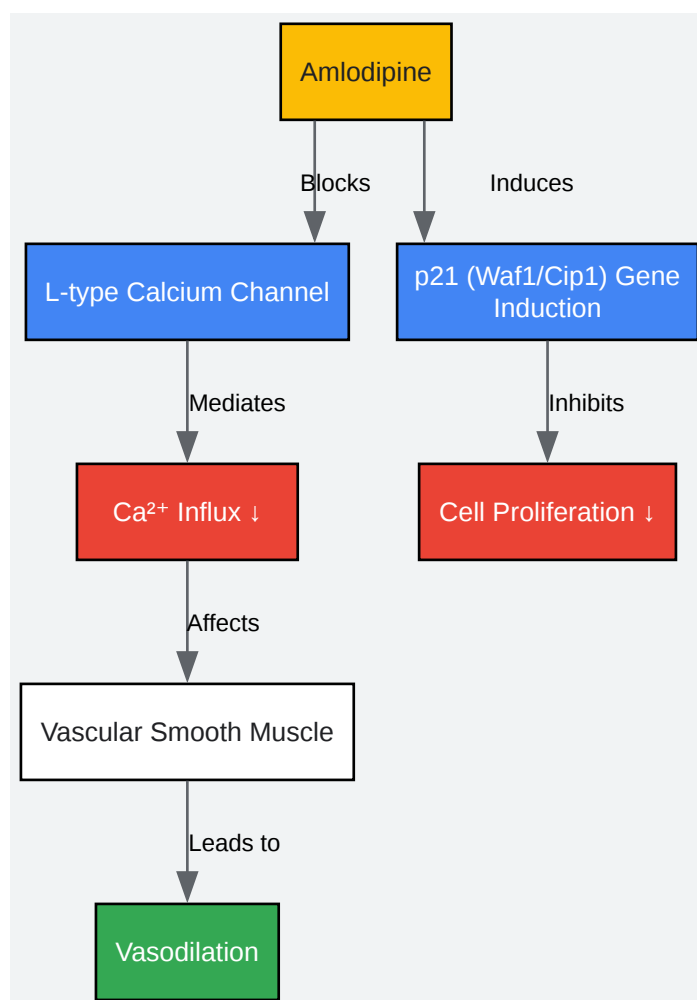 Amlodipine
Blocks
Induces
L-type Calcium Channel
p21 (Waf1/Cip1) Gene
Induction
Mediates
Inhibits
Ca²⁺ Influx ↓
Cell Proliferation ↓
Affects
Vascular Smooth Muscle
Leads to
Vasodilation